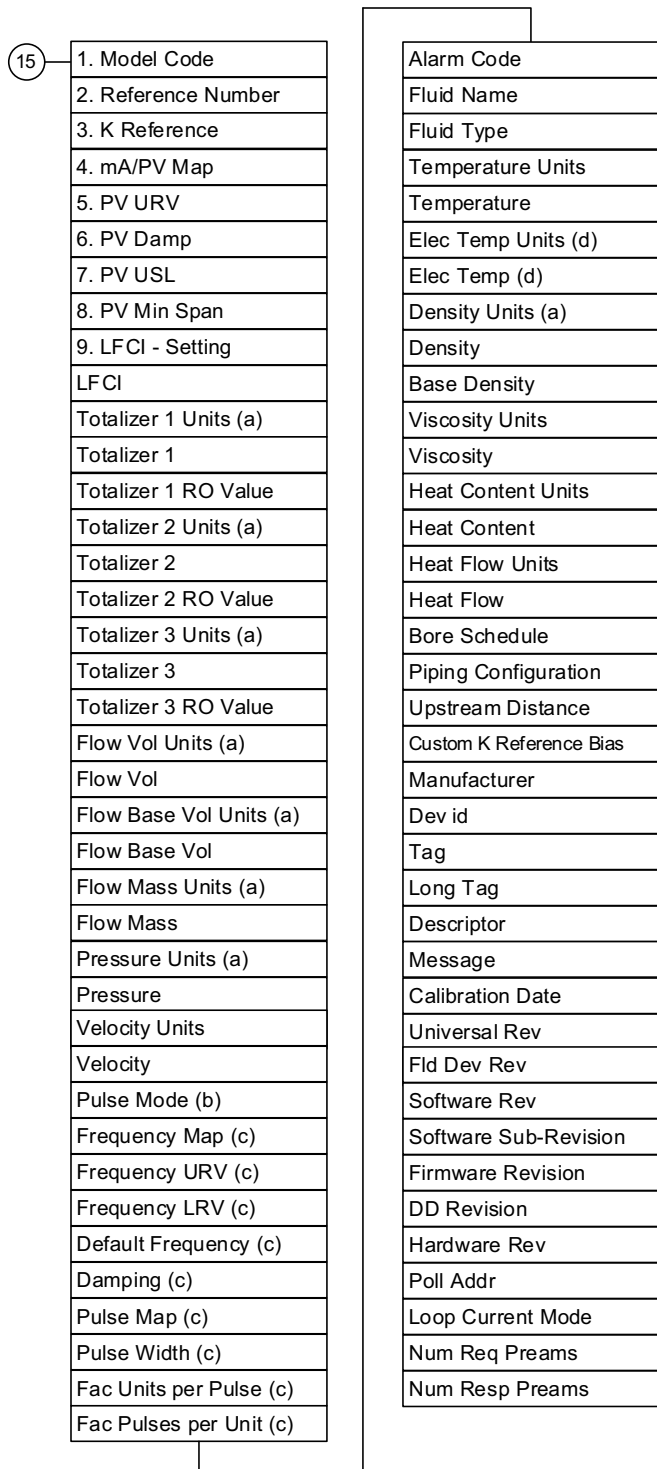 15
1. Model Code
2. Reference Number
3. K Reference
4. mA/PV Map
5. PV URV
6. PV Damp
7. PV USL
8. PV Min Span
9. LFCI - Setting
LFCI
Totalizer 1 Units (a)
Totalizer 1
Totalizer 1 RO Value
Totalizer 2 Units (a)
Totalizer 2
Totalizer 2 RO Value
Totalizer 3 Units (a)
Totalizer 3
Totalizer 3 RO Value
Flow Vol Units (a)
Flow Vol
Flow Base Vol Units (a)
Flow Base Vol
Flow Mass Units (a)
Flow Mass
Pressure Units (a)
Pressure
Velocity Units
Velocity
Pulse Mode (b)
Frequency Map (c)
Frequency URV (c)
Frequency LRV (c)
Default Frequency (c)
Damping (c)
Pulse Map (c)
Pulse Width (c)
Fac Units per Pulse (c)
Fac Pulses per Unit (c)
Alarm Code
Fluid Name
Fluid Type
Temperature Units
Temperature
Elec Temp Units (d)
Elec Temp (d)
Density Units (a)
Density
Base Density
Viscosity Units
Viscosity
Heat Content Units
Heat Content
Heat Flow Units
Heat Flow
Bore Schedule
Piping Configuration
Upstream Distance
Custom K Reference Bias
Manufacturer
Dev id
Tag
Long Tag
Descriptor
Message
Calibration Date
Universal Rev
Fld Dev Rev
Software Rev
Software Sub-Revision
Firmware Revision
DD Revision
Hardware Rev
Poll Addr
Loop Current Mode
Num Req Preams
Num Resp Preams